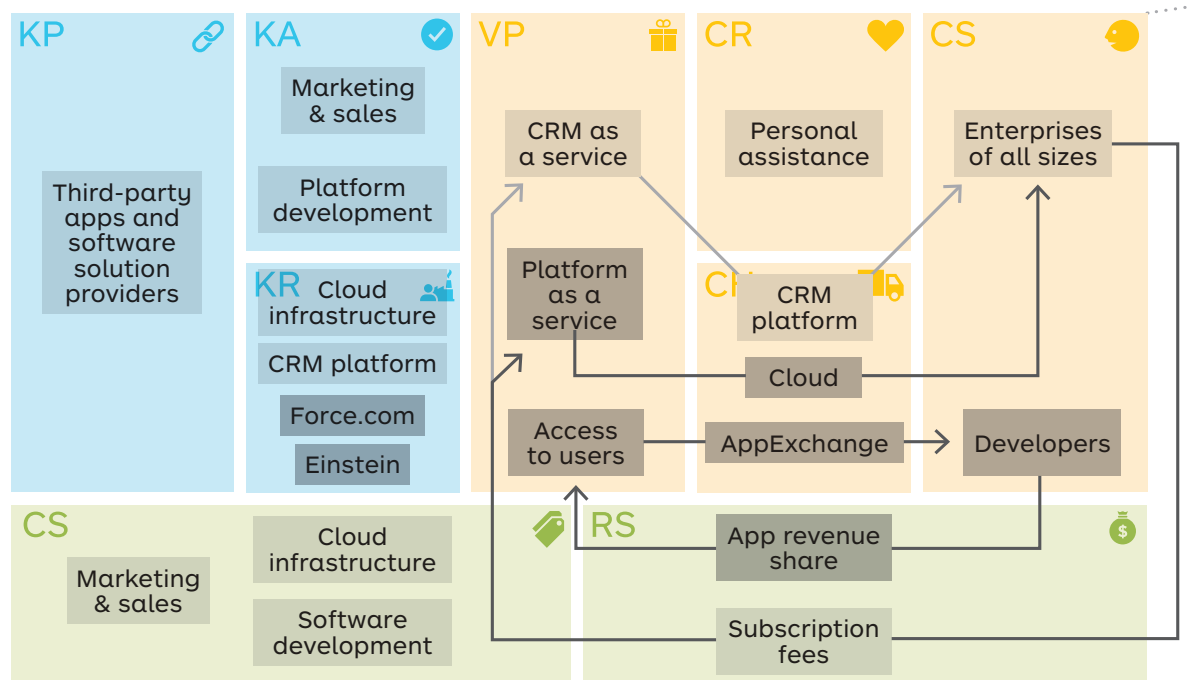 KP
Third-party
apps and
software
solution
providers
KA
Marketing
& sales
Platform
development
KR
Cloud
infrastructure
CRM platform
Force.com
Einstein
VP
CRM as
a service
Platform
as a
service
Access
to users
CR
Personal
assistance
CRM
platform
Cloud
AppExchange
CS
Enterprises
of all sizes
Developers
CS
Marketing
& sales
Cloud
infrastructure
Software
development
RS
$
App revenue
share
Subscription
fees